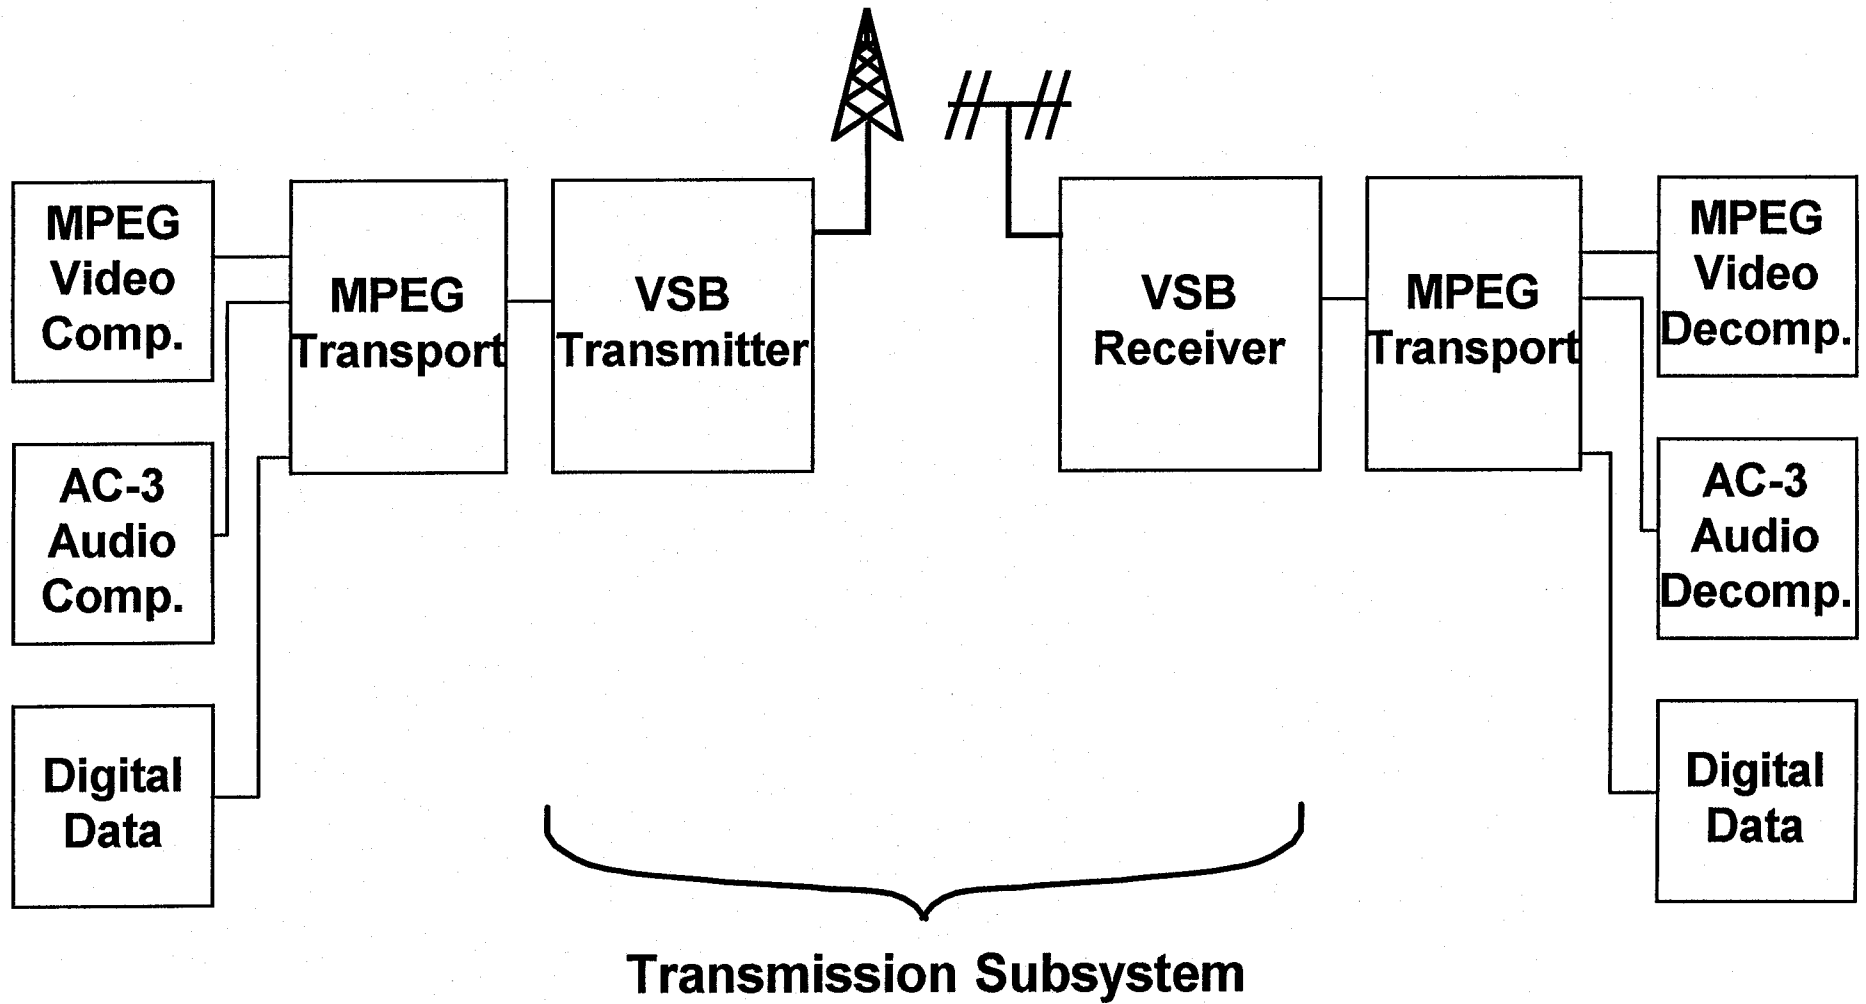 MPEG
Video
Comp.
AC-3
Audio
Comp.
Digital
Data
MPEG
Transport
VSB
Transmitter
VSB
Receiver
MPEG
Transport
MPEG
Video
Decomp.
AC-3
Audio
Decomp.
Digital
Data
Transmission Subsystem